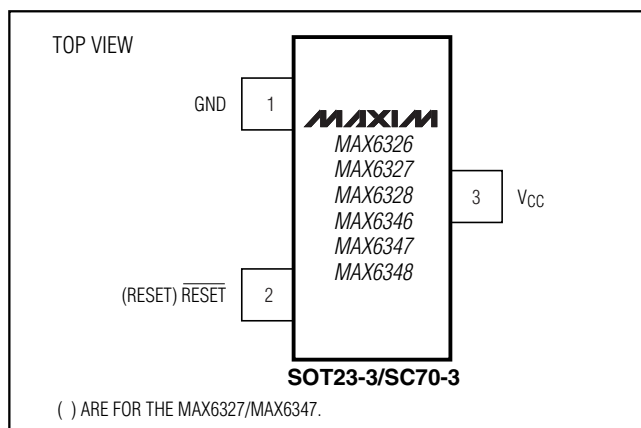 TOP VIEW
GND 1
MAXIM
MAX6326
MAX6327
MAX6328
MAX6346
MAX6347
MAX6348
3 VCC
(RESET) RESET 2
SOT23-3/SC70-3
( ) ARE FOR THE MAX6327/MAX6347.